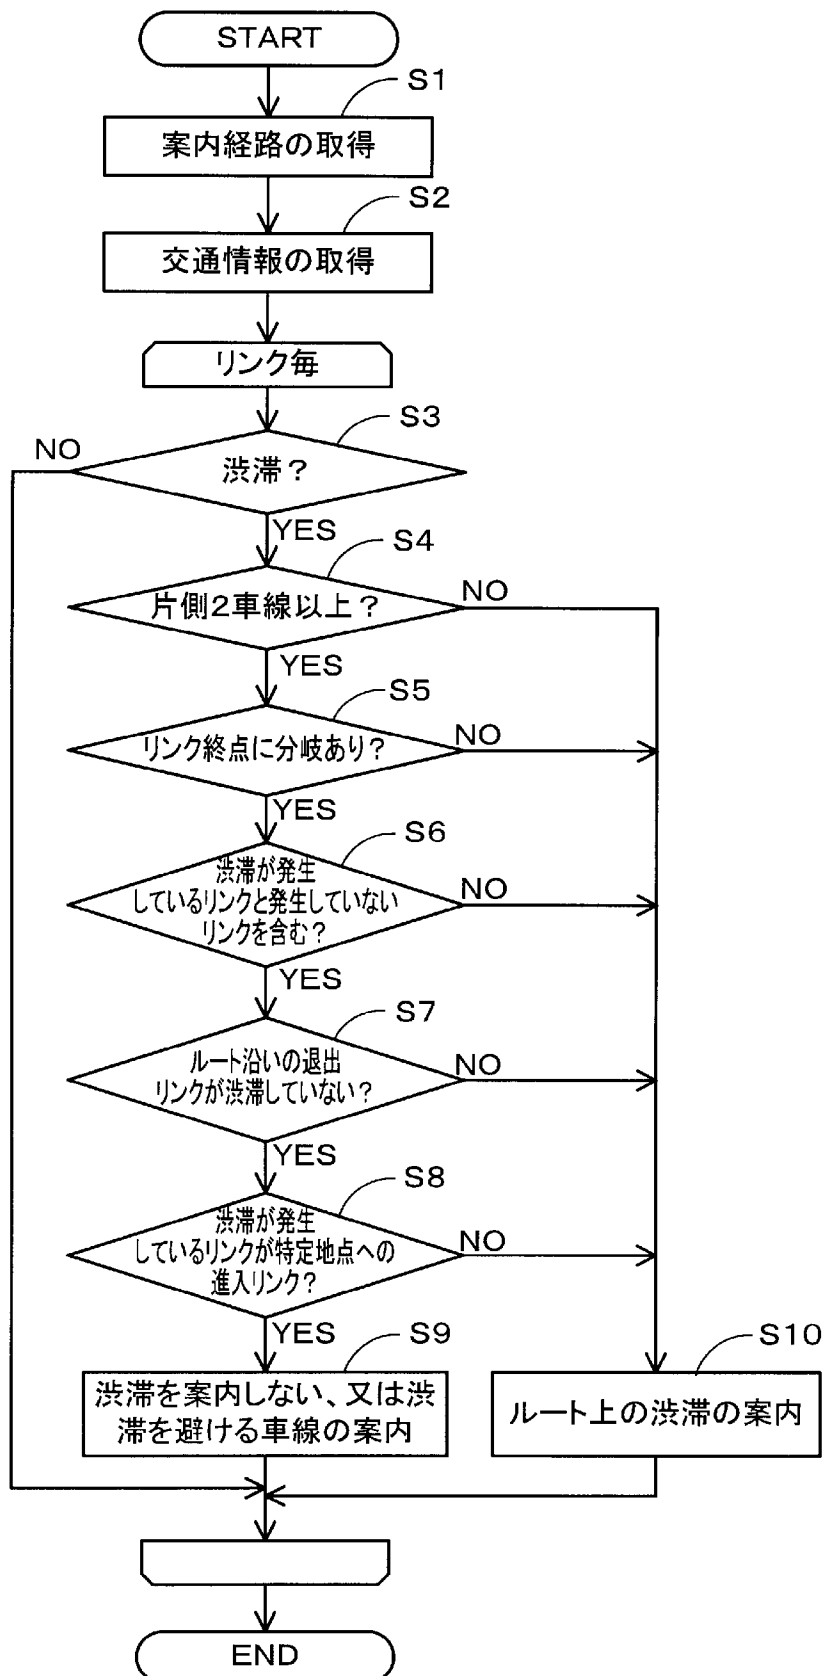 START
S1
案内経路の取得
S2
交通情報の取得
リンク毎
S3
NO
渋滞?
YES
S4
NO
片側2車線以上?
YES
S5
NO
リンク終点に分岐あり?
YES
S6
渋滞が発生
しているリンクと発生していない
リンクを含む?
NO
YES
S7
ルート沿いの退出
リンクが渋滞していない?
NO
YES
S8
渋滞が発生
しているリンクが特定地点への
進入リンク?
NO
YES
S9
S10
渋滞を案内しない、又は渋
滞を避ける車線の案内
ルート上の渋滞の案内
END